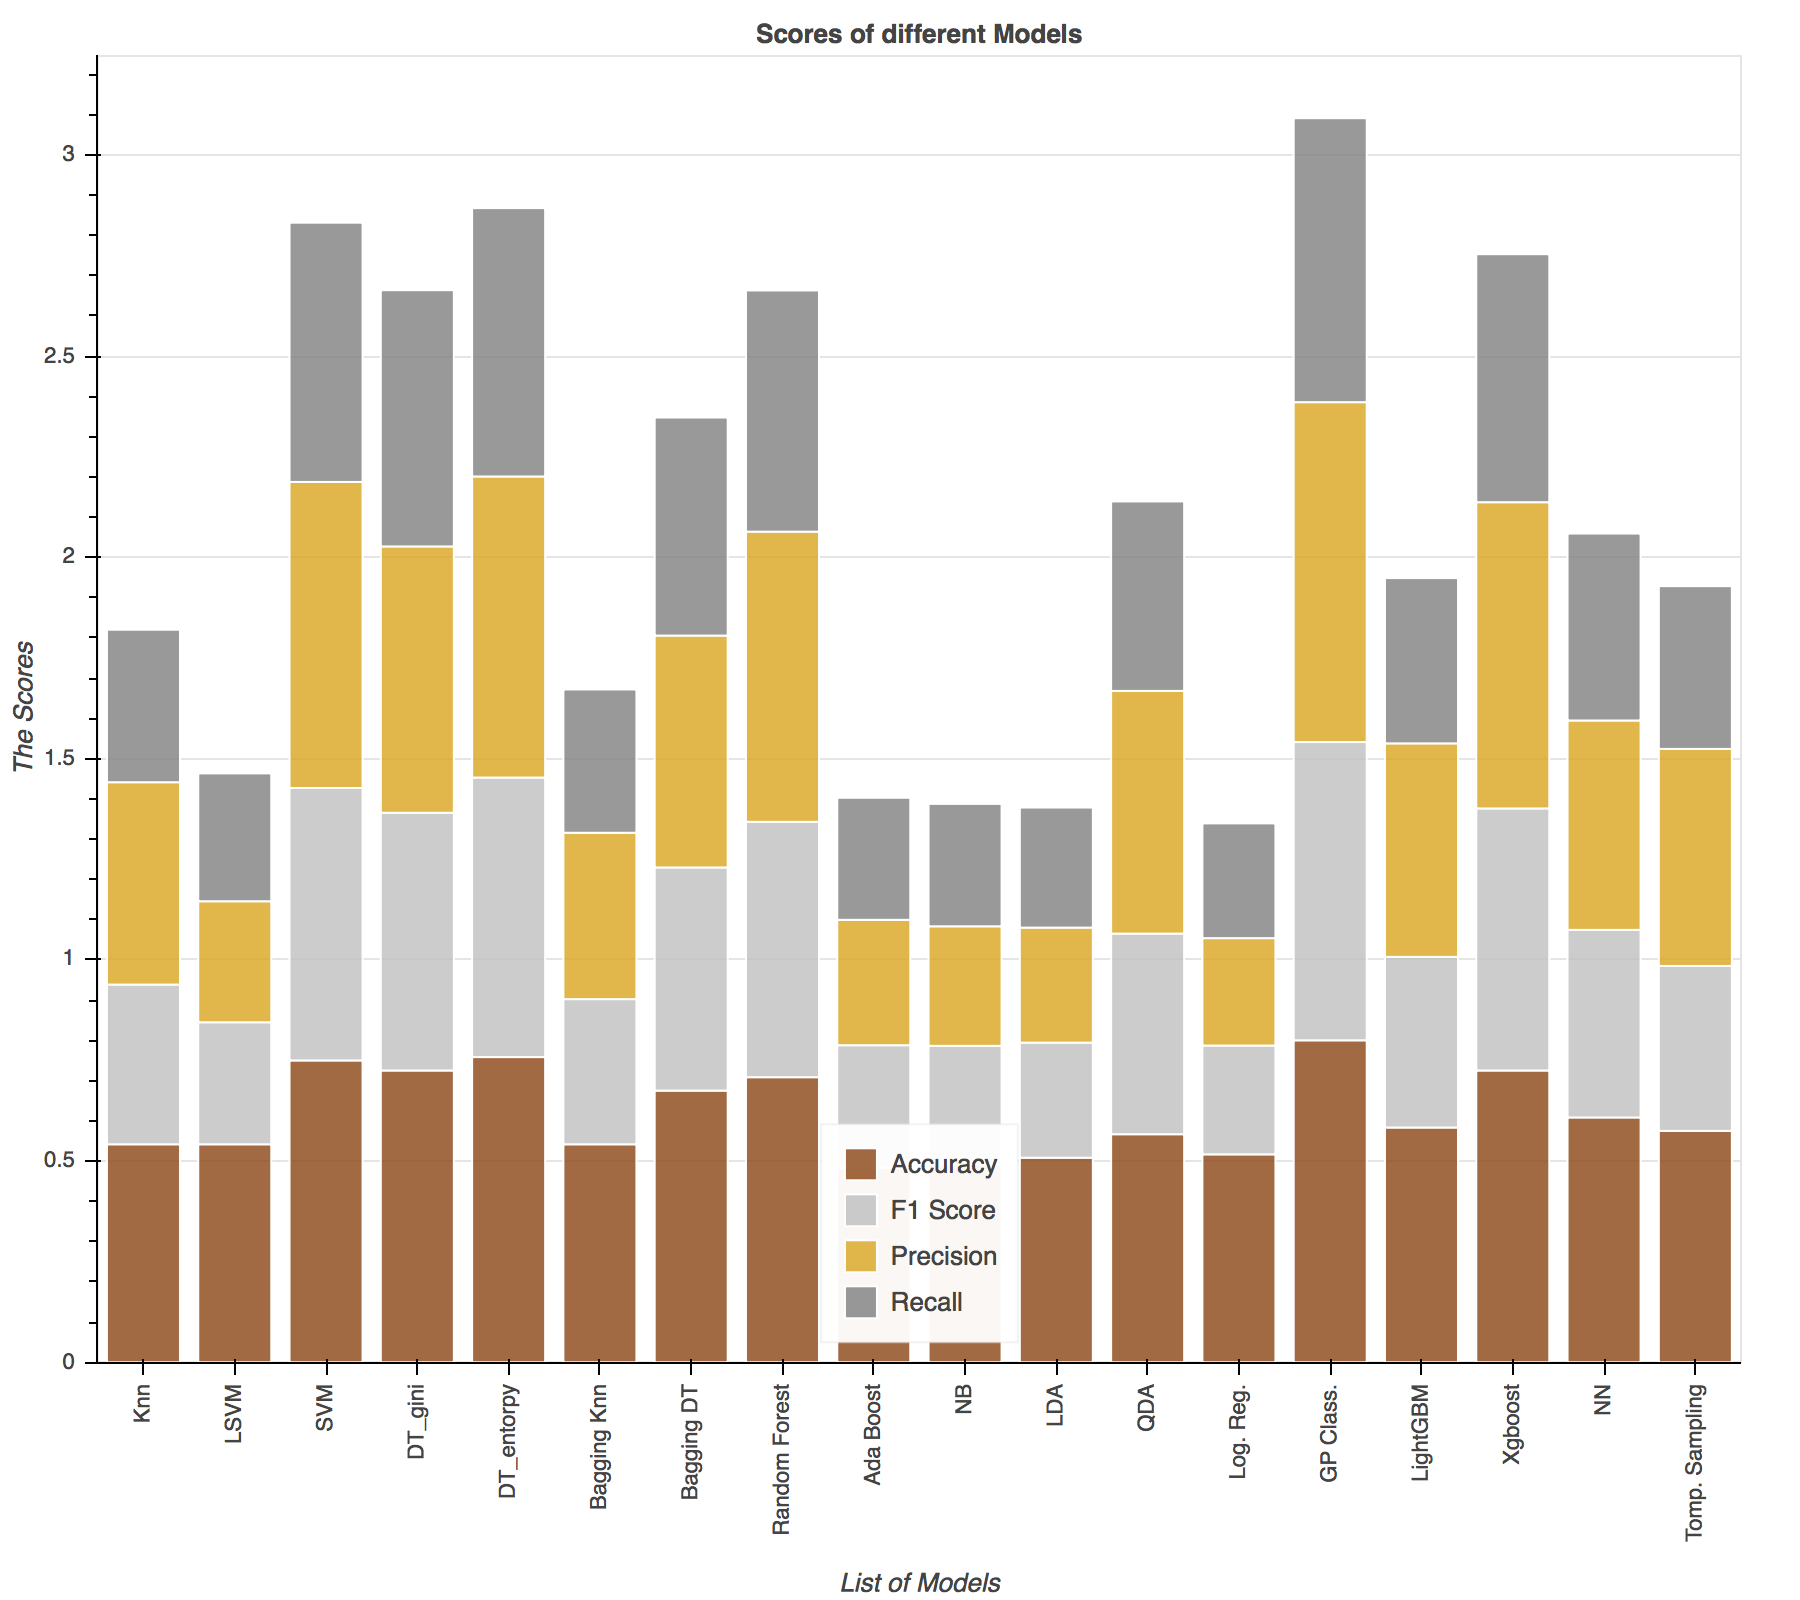 Scores of different Models
The Scores
3
2.5
2
1.5
1
0.5
0
Accuracy
F1 Score
Precision
Recall
Knn
LSVM
SVM
DT_gini
DT_entorpy
Bagging Knn
Bagging DT
Random Forest
Ada Boost
NB
LDA
QDA
Log. Reg.
GP Class.
LightGBM
Xgboost
NN
Tomp. Sampling
List of Models